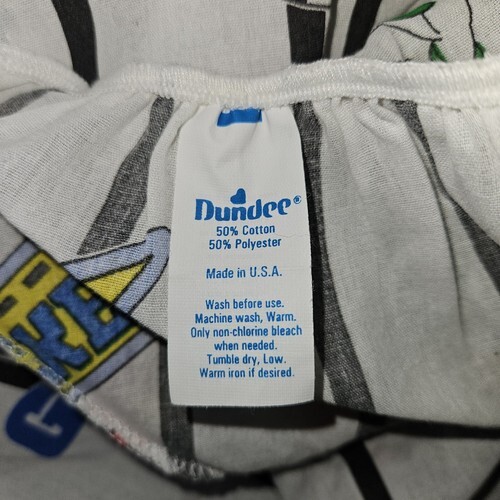 Dundee®
50% Cotton
50% Polyester
Made in U.S.A.
Wash before use.
Machine wash, Warm.
Only non-chlorine bleach
when needed.
Tumble dry, Low.
Warm iron if desired.
KE